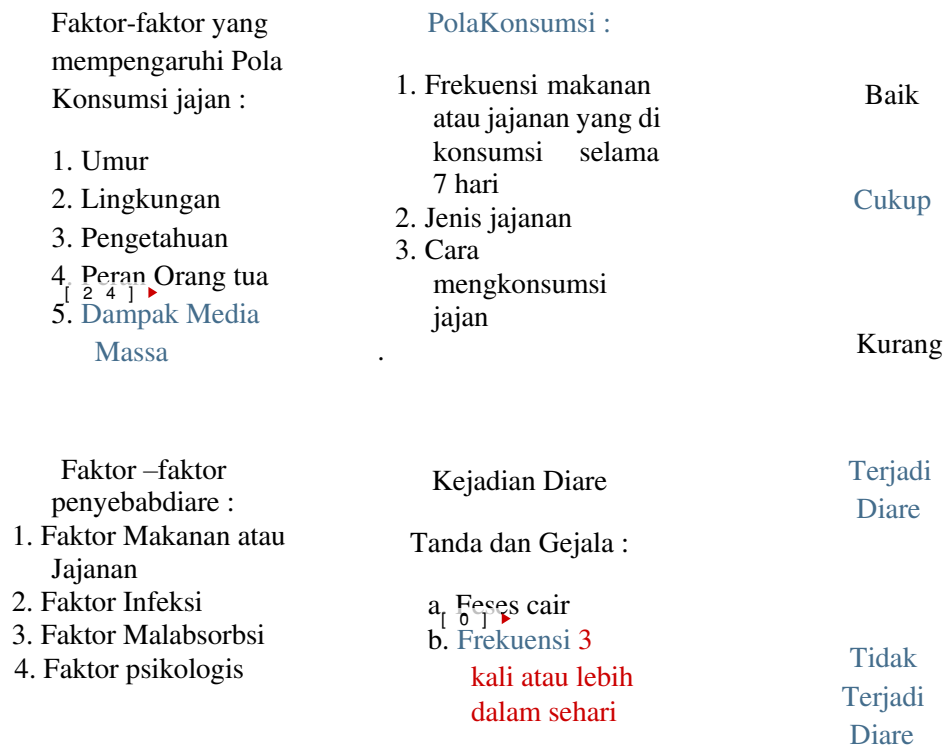 Faktor-faktor yang
mempengaruhi Pola
Konsumsi jajan :
1. Umur
2. Lingkungan
3. Pengetahuan
4. Peran Orang tua
[ 2 4 ]
5. Dampak Media
Massa
PolaKonsumsi :
1. Frekuensi makanan
atau jajanan yang di
konsumsi selama
7 hari
2. Jenis jajanan
3. Cara
mengkonsumsi
jajan
.
Baik
Cukup
Kurang
Faktor –faktor
penyebabdiare :
1. Faktor Makanan atau
Jajanan
2. Faktor Infeksi
3. Faktor Malabsorbsi
4. Faktor psikologis
Kejadian Diare
Tanda dan Gejala :
a. Feses cair
[ 0 ]
b. Frekuensi 3
kali atau lebih
dalam sehari
Terjadi
Diare
Tidak
Terjadi
Diare